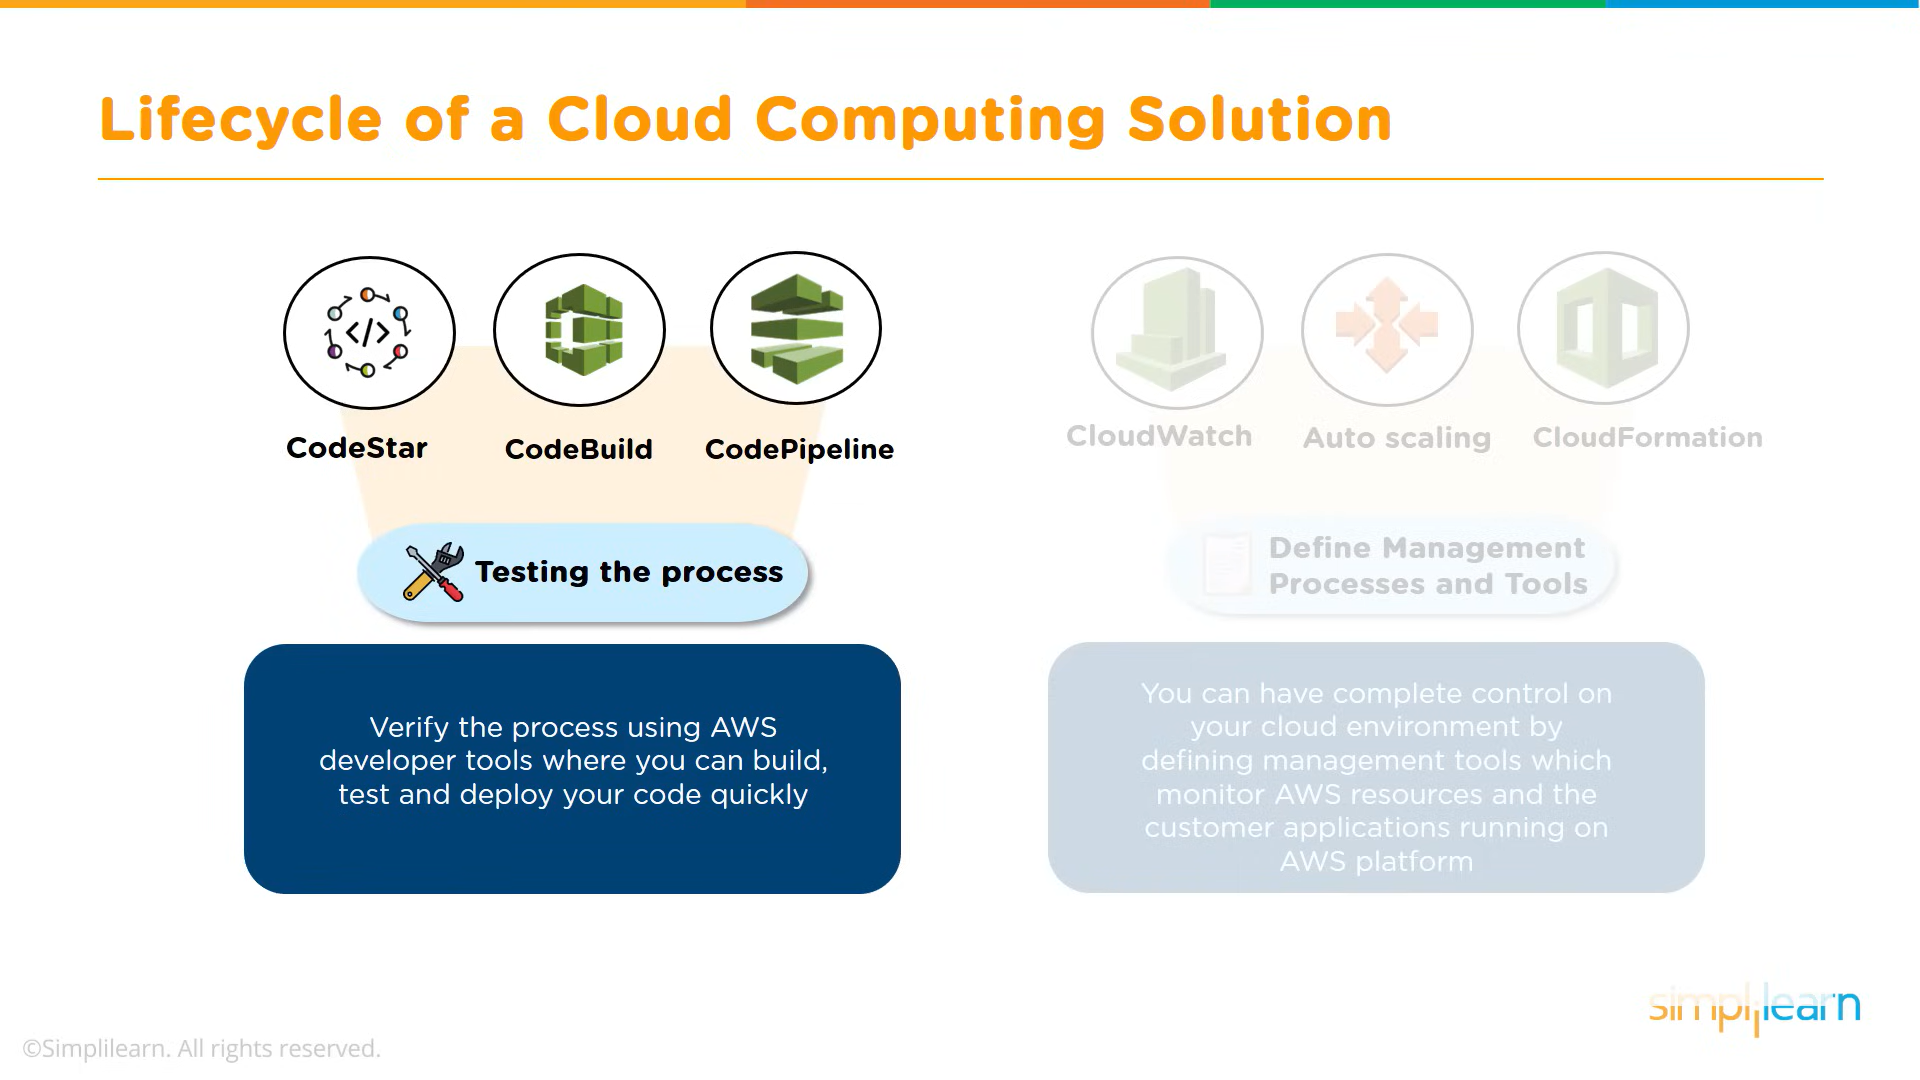 Lifecycle of a Cloud Computing Solution
CodeStar
CodeBuild
CodePipeline
Testing the process
Verify the process using AWS
developer tools where you can build,
test and deploy your code quickly
CloudWatch
Auto scaling
CloudFormation
Define Management
Processes and Tools
You can have complete control on
your cloud environment by
defining management tools which
monitor AWS resources and the
customer applications running on
AWS platform
simplilearn
©Simplilearn. All rights reserved.